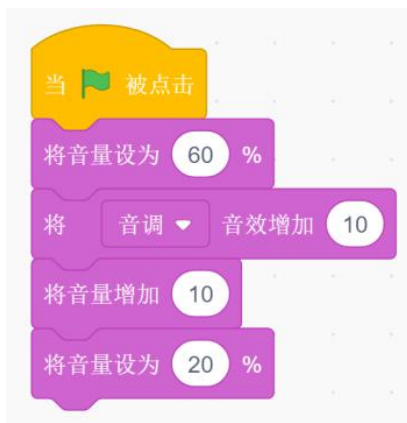 当 被点击
将音量设为 60 %
将 音调 音效增加 10
将音量增加 10
将音量设为 20 %